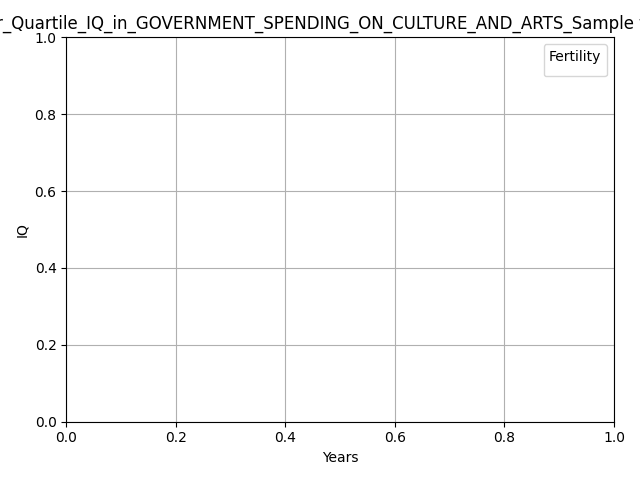 r_Quartile_IQ_in_GOVERNMENT_SPENDING_ON_CULTURE_AND_ARTS_Sample
Fertility
1.0
0.8
0.6
0.4
0.2
0.0
IQ
0.0 0.2 0.4 0.6 0.8 1.0
Years